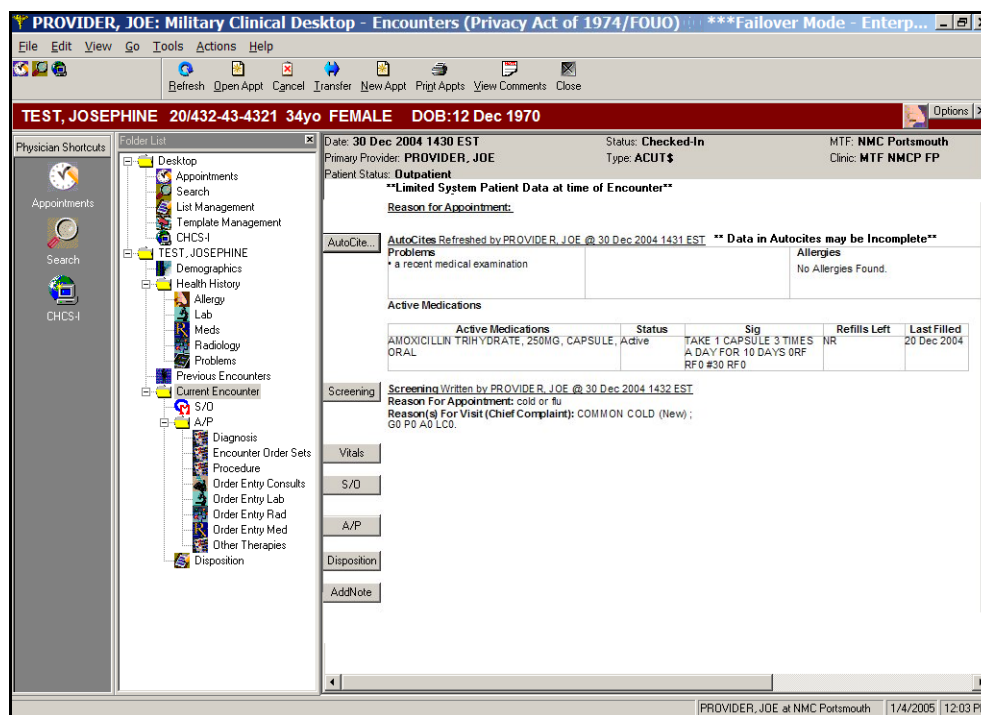 PROVIDER, JOE: Military Clinical Desktop - Encounters (Privacy Act of 1974/FOUO) ***Failover Mode - Enterp...
File Edit View Go Tools Actions Help
Refresh Open Appt Cancel Transfer New Appt Print Appts View Comments Close
TEST, JOSEPHINE 20/432-43-4321 34yo FEMALE DOB:12 Dec 1970
Options
Physician Shortcuts
Appointments
Search
CHCS-I
Folder List
Desktop
Appointments
Search
List Management
Template Management
CHCS-I
TEST, JOSEPHINE
Demographics
Health History
Allergy
Lab
Meds
Radiology
Problems
Previous Encounters
Current Encounter
S/O
A/P
Diagnosis
Encounter Order Sets
Procedure
Order Entry Consults
Order Entry Lab
Order Entry Rad
Order Entry Med
Other Therapies
Disposition
Date: 30 Dec 2004 1430 EST Status: Checked-In MTF: NMC Portsmouth
Primary Provider: PROVIDER, JOE Type: ACUT$ Clinic: MTF NMCP FP
Patient Status: Outpatient
**Limited System Patient Data at time of Encounter**
Reason for Appointment:
AutoCite... AutoCites Refreshed by PROVIDER, JOE @ 30 Dec 2004 1431 EST ** Data in Autocites may be Incomplete**
Problems Allergies
• a recent medical examination No Allergies Found.
Active Medications
Active Medications Status Sig Refills Left Last Filled
AMOXICILLIN TRIHYDRATE, 250MG, CAPSULE, Active TAKE 1 CAPSULE 3 TIMES NR 20 Dec 2004
ORAL A DAY FOR 10 DAYS 0RF
RF0 #30 RF0
Screening Screening Written by PROVIDER, JOE @ 30 Dec 2004 1432 EST
Reason For Appointment: cold or flu
Reason(s) For Visit (Chief Complaint): COMMON COLD (New) ;
G0 P0 A0 LC0.
Vitals
S/O
A/P
Disposition
AddNote
PROVIDER, JOE at NMC Portsmouth 1/4/2005 12:03 P